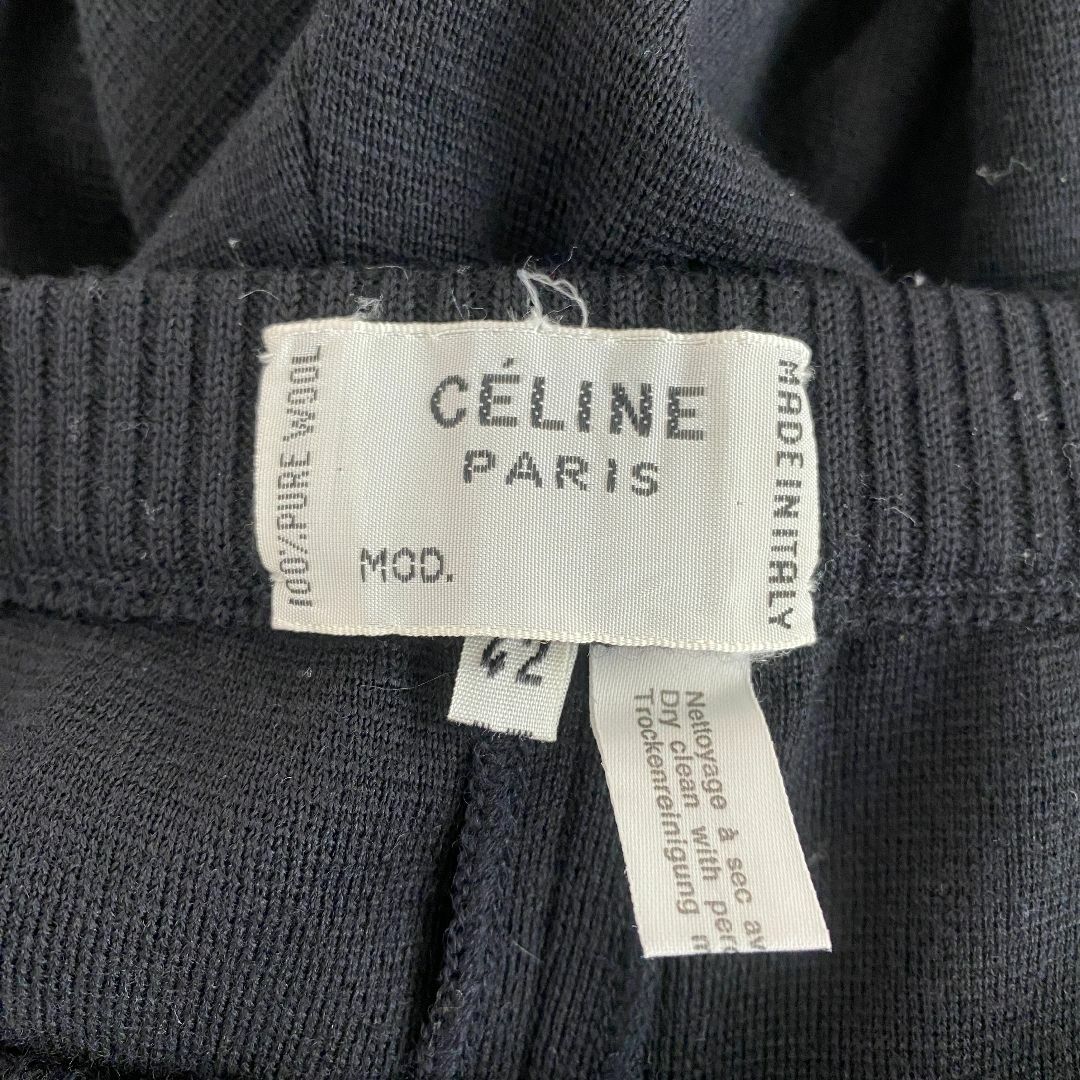 CÉLINE
PARIS
MOD.
100% PURE WOOL
MADE IN ITALY
42
Nettoyage à sec
Dry clean with
Trockenreinigung